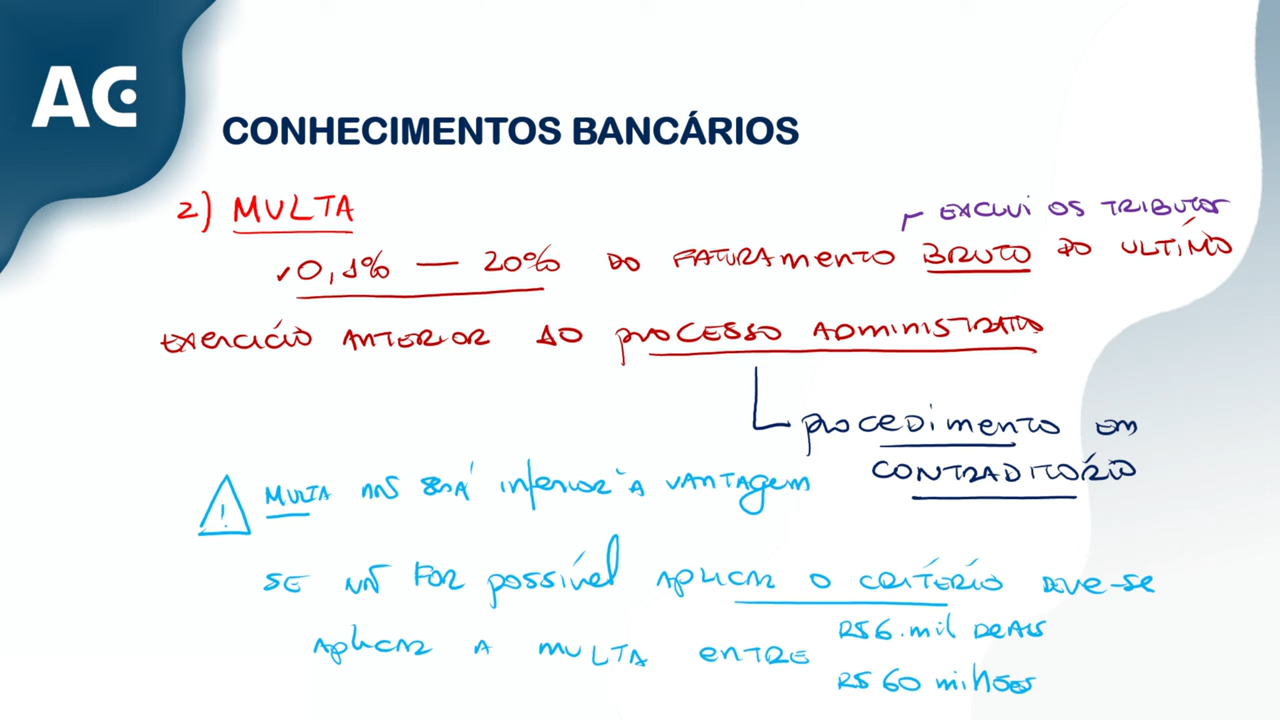 AC
CONHECIMENTOS BANCÁRIOS
2) MULTA
EXCLUI OS TRIBUTOS
✓0,1% — 20% DO FATURAMENTO BRUTO DO ULTIMO
EXERCÍCIO ANTERIOR AO PROCESSO ADMINISTRATIVO
PROCEDIMENTO EM
CONTRADITÓRIO
! MULTA NÃO SERÁ INFERIOR À VANTAGEM
SE NÃO FOR POSSÍVEL APLICAR O CRITÉRIO DEVE-SE
APLICAR A MULTA ENTRE
R$6.mil REAIS
R$60 milhões